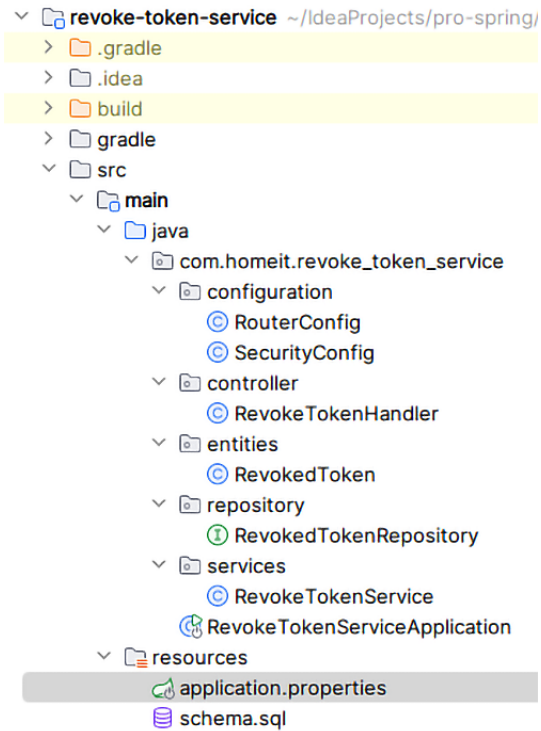 revoke-token-service ~/IdeaProjects/pro-spring/
.gradle
.idea
build
gradle
src
main
java
com.homeit.revoke_token_service
configuration
RouterConfig
SecurityConfig
controller
RevokeTokenHandler
entities
RevokedToken
repository
RevokedTokenRepository
services
RevokeTokenService
RevokeTokenServiceApplication
resources
application.properties
schema.sql